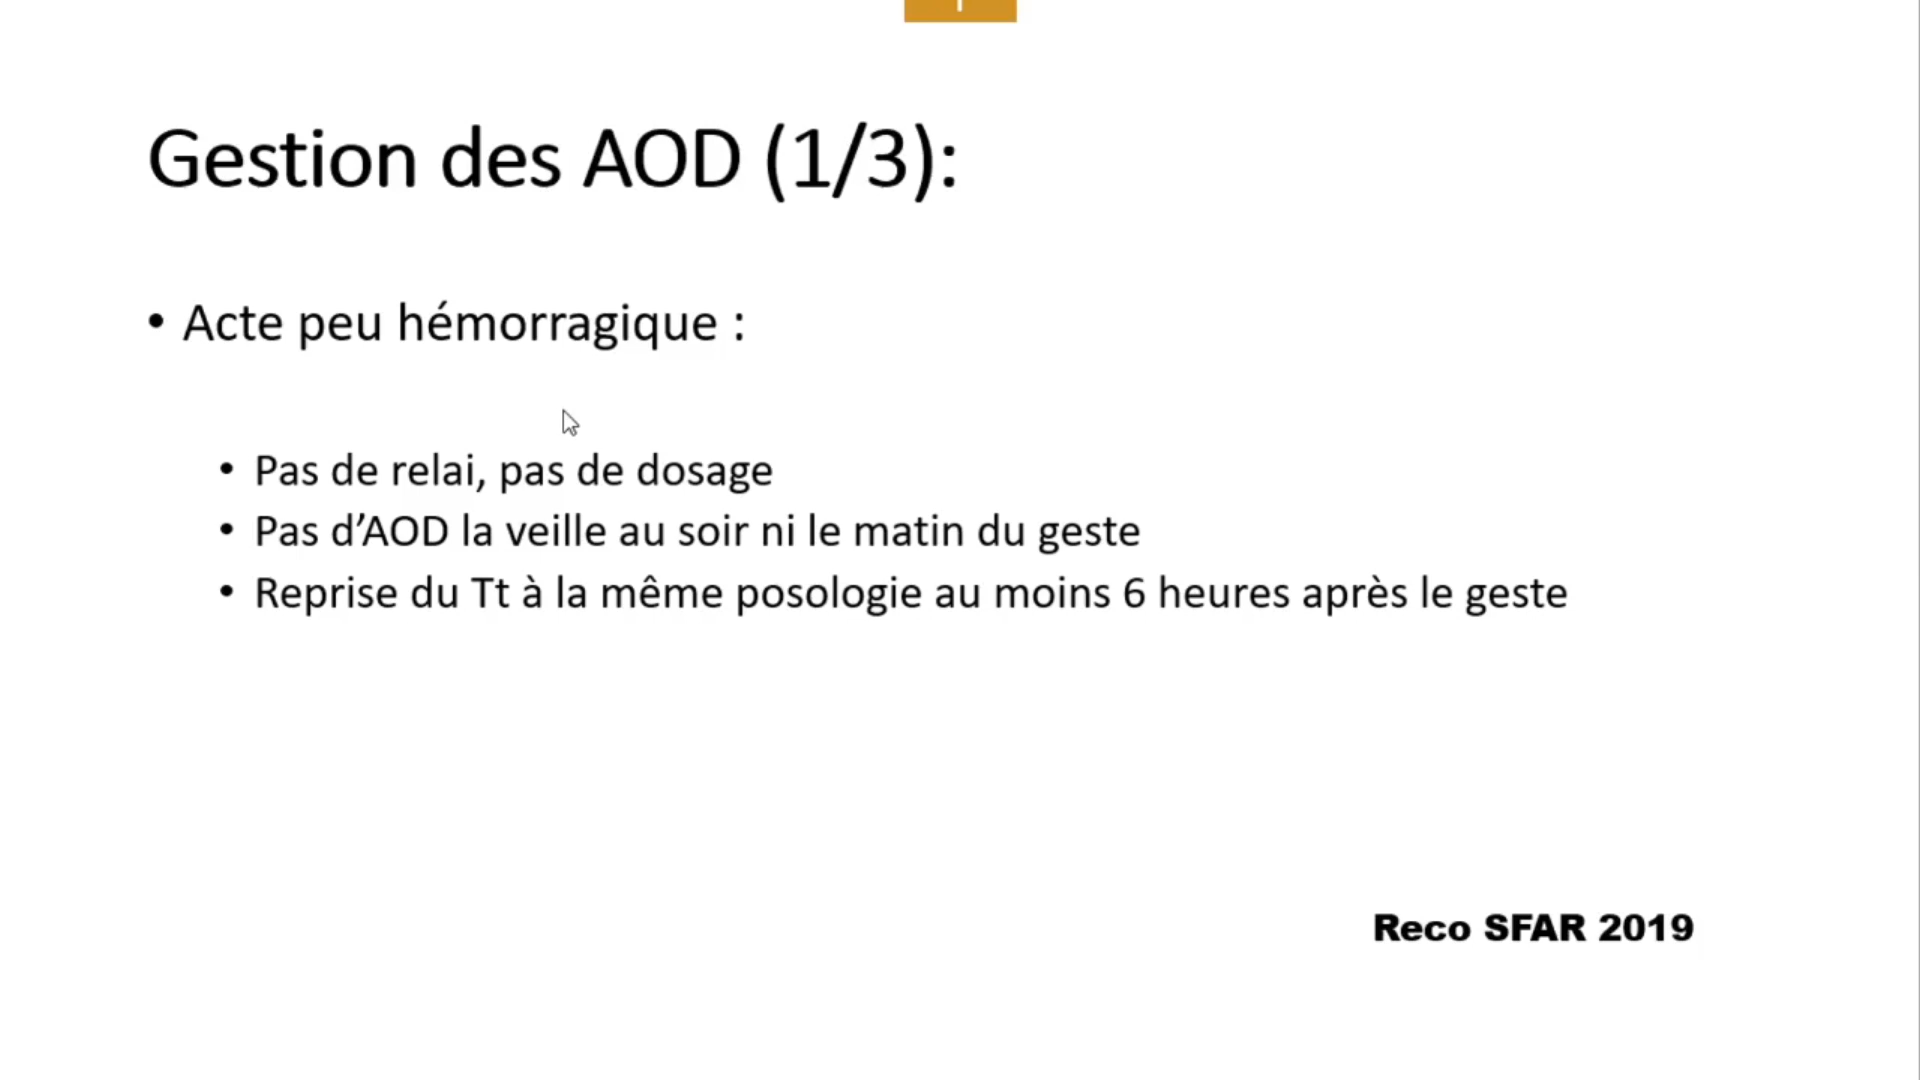 Gestion des AOD (1/3):
• Acte peu hémorragique :
• Pas de relai, pas de dosage
• Pas d’AOD la veille au soir ni le matin du geste
• Reprise du Tt à la même posologie au moins 6 heures après le geste
Reco SFAR 2019